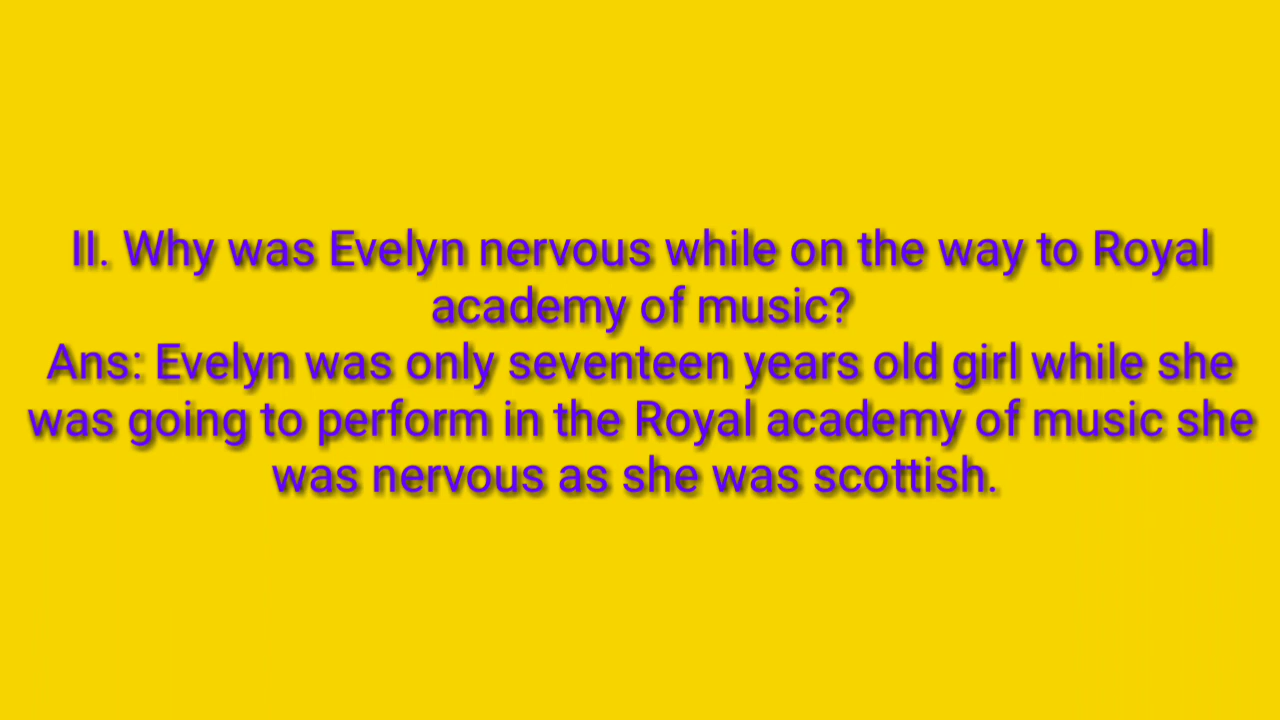 II. Why was Evelyn nervous while on the way to Royal
academy of music?
Ans: Evelyn was only seventeen years old girl while she
was going to perform in the Royal academy of music she
was nervous as she was scottish.